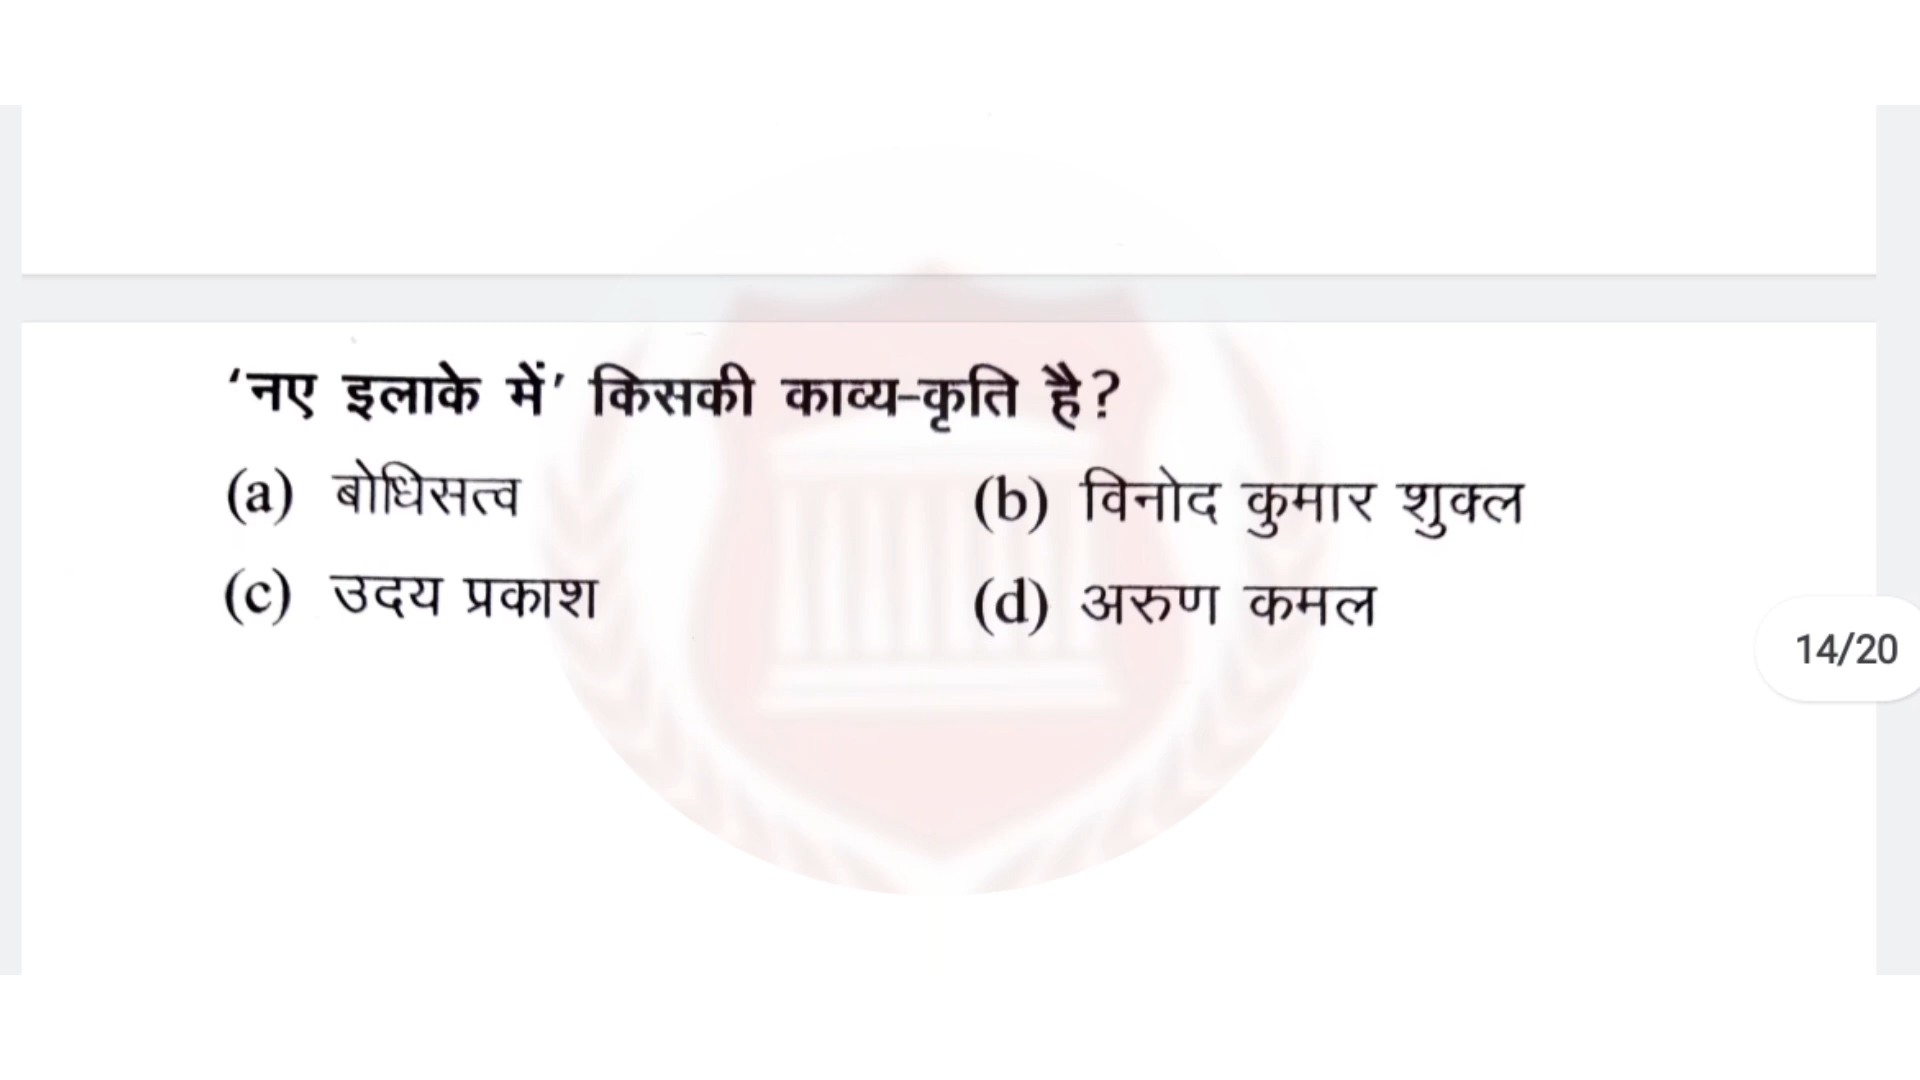 ‘नए इलाके में’ किसकी काव्य-कृति है?
(a) बोधिसत्व (b) विनोद कुमार शुक्ल
(c) उदय प्रकाश (d) अरुण कमल
14/20